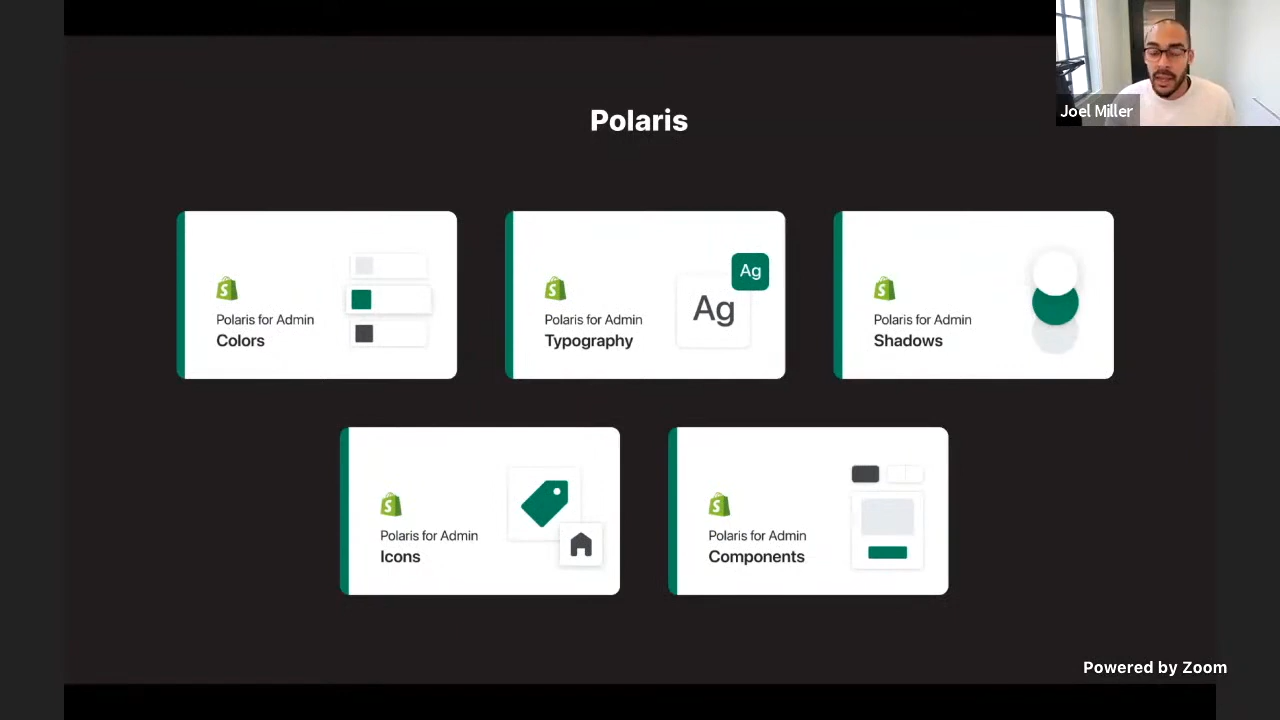 Polaris
Joel Miller
Polaris for Admin
Colors
Polaris for Admin
Typography
Ag
Ag
Polaris for Admin
Shadows
Polaris for Admin
Icons
Polaris for Admin
Components
Powered by Zoom